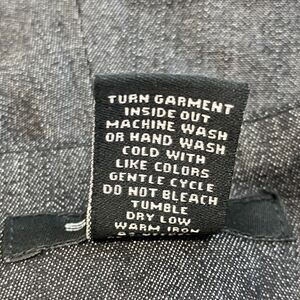 TURN GARMENT
INSIDE OUT
MACHINE WASH
OR HAND WASH
COLD WITH
LIKE COLORS
GENTLE CYCLE
DO NOT BLEACH
TUMBLE
DRY LOW
WARM IRON